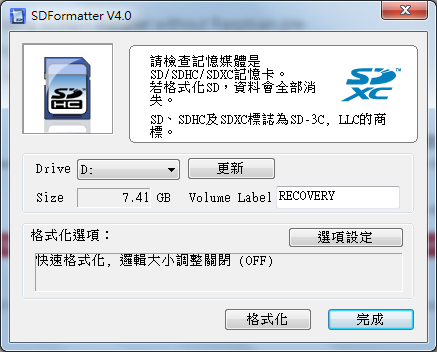 SDFormatter V4.0
請檢查記憶媒體是
SD/SDHC/SDXC記憶卡。
若格式化SD, 資料會全部消
失。
SD、SDHC及SDXC標誌為SD-3C, LLC的商
標。
SD
XC
SD
HC
Drive D: 更新
Size 7.41 GB Volume Label RECOVERY
格式化選項： 選項設定
快速格式化, 邏輯大小調整關閉 (OFF)
格式化 完成